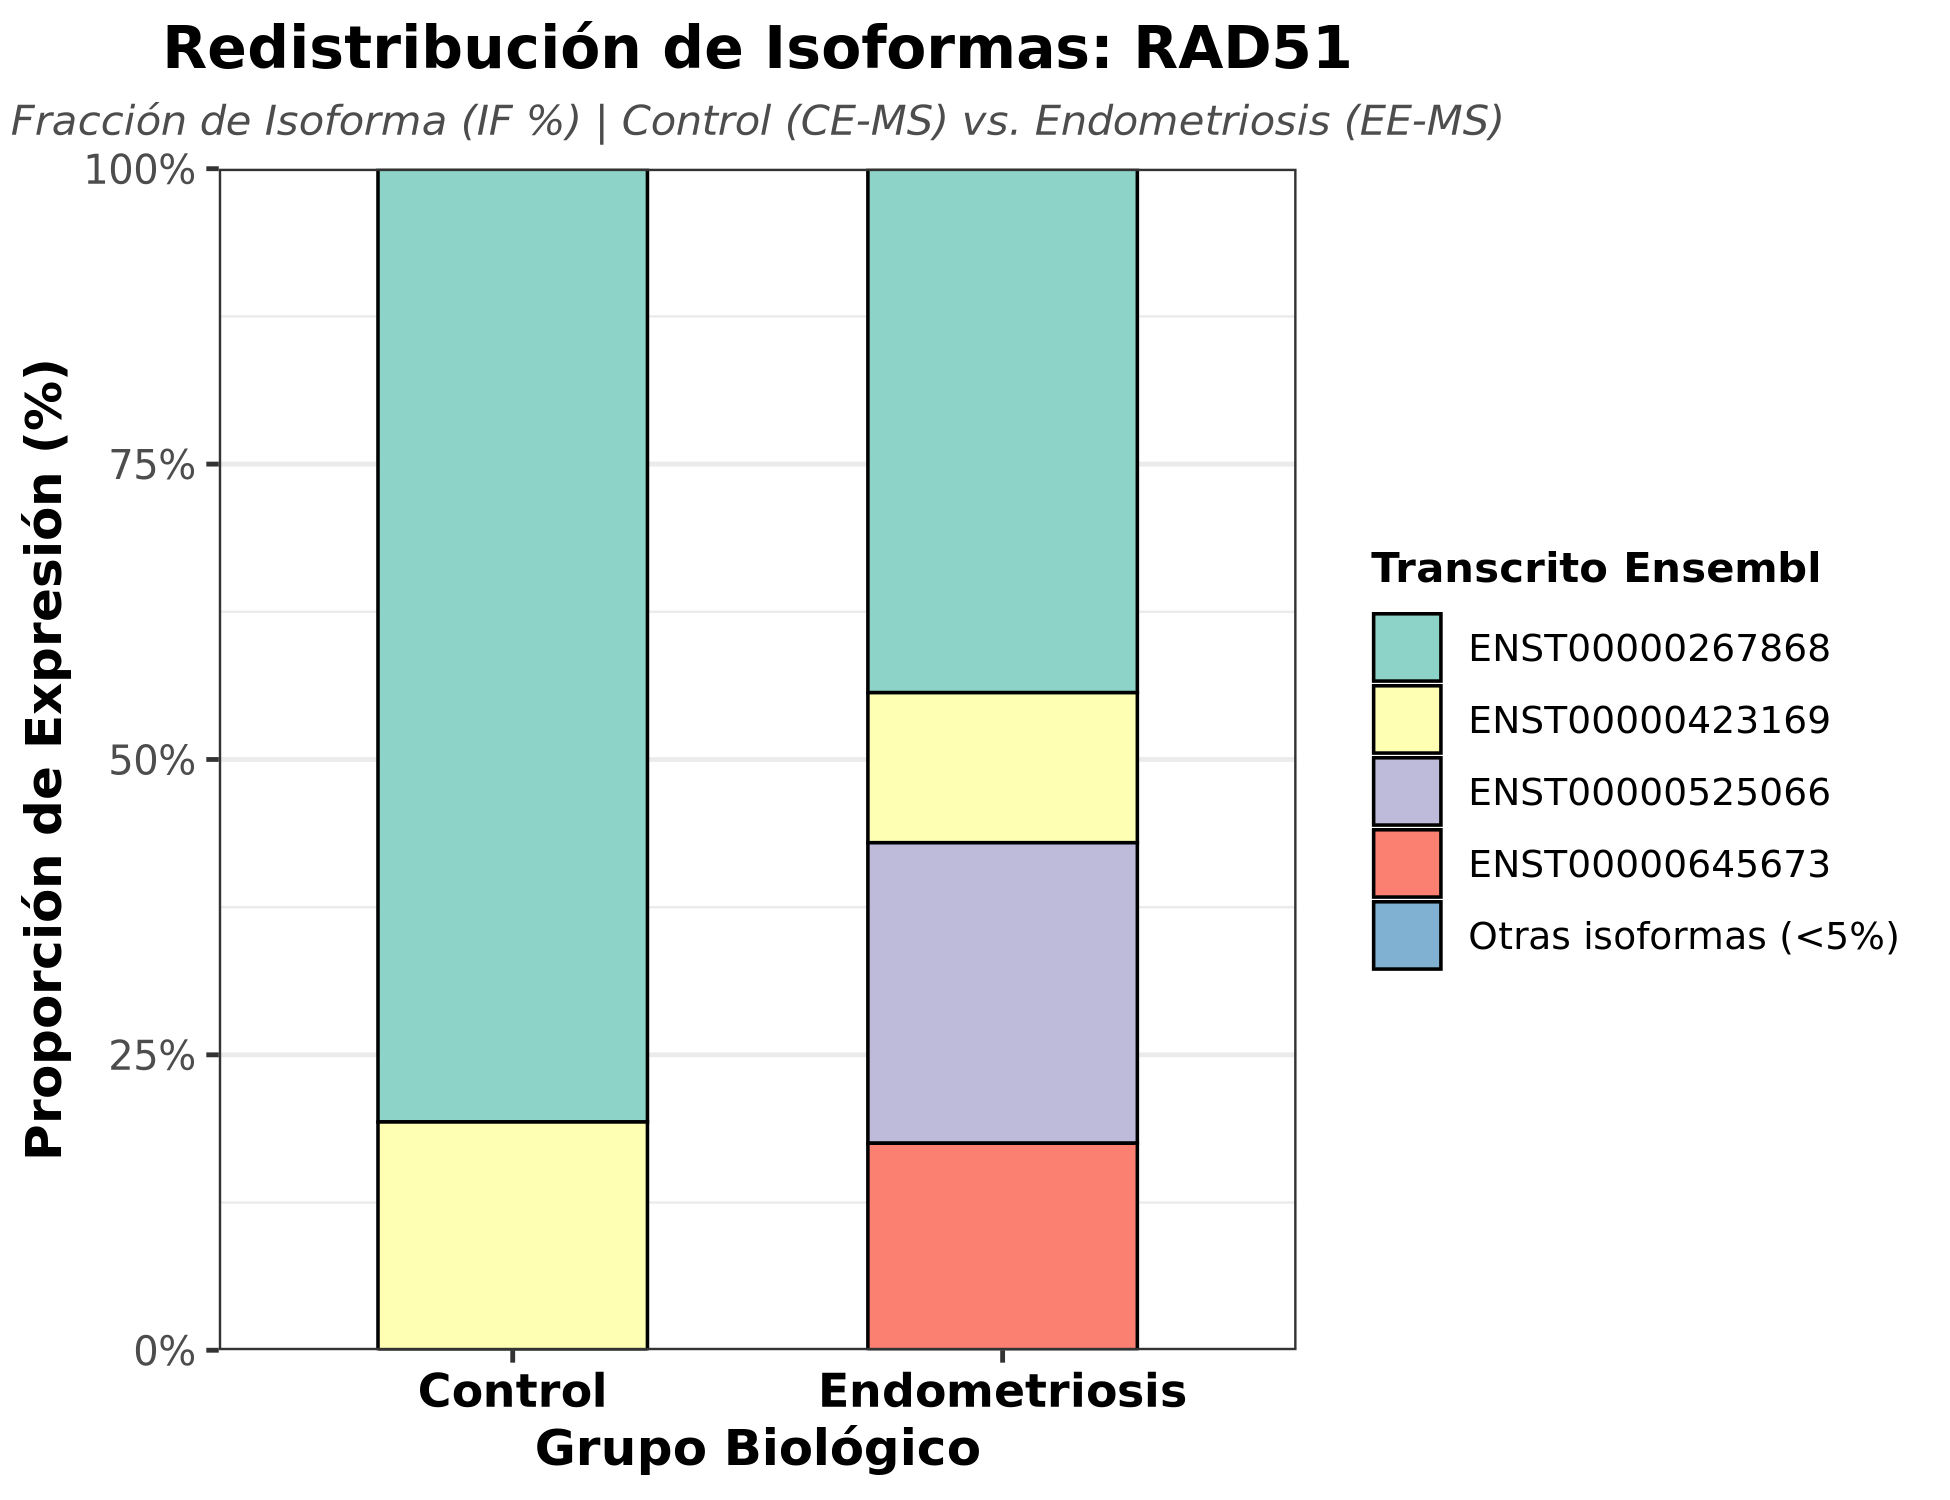 Redistribución de Isoformas: RAD51
Fracción de Isoforma (IF %) | Control (CE-MS) vs. Endometriosis (EE-MS)
Proporción de Expresión (%)
100%
75%
50%
25%
0%
Control
Endometriosis
Grupo Biológico
Transcrito Ensembl
ENST00000267868
ENST00000423169
ENST00000525066
ENST00000645673
Otras isoformas (<5%)